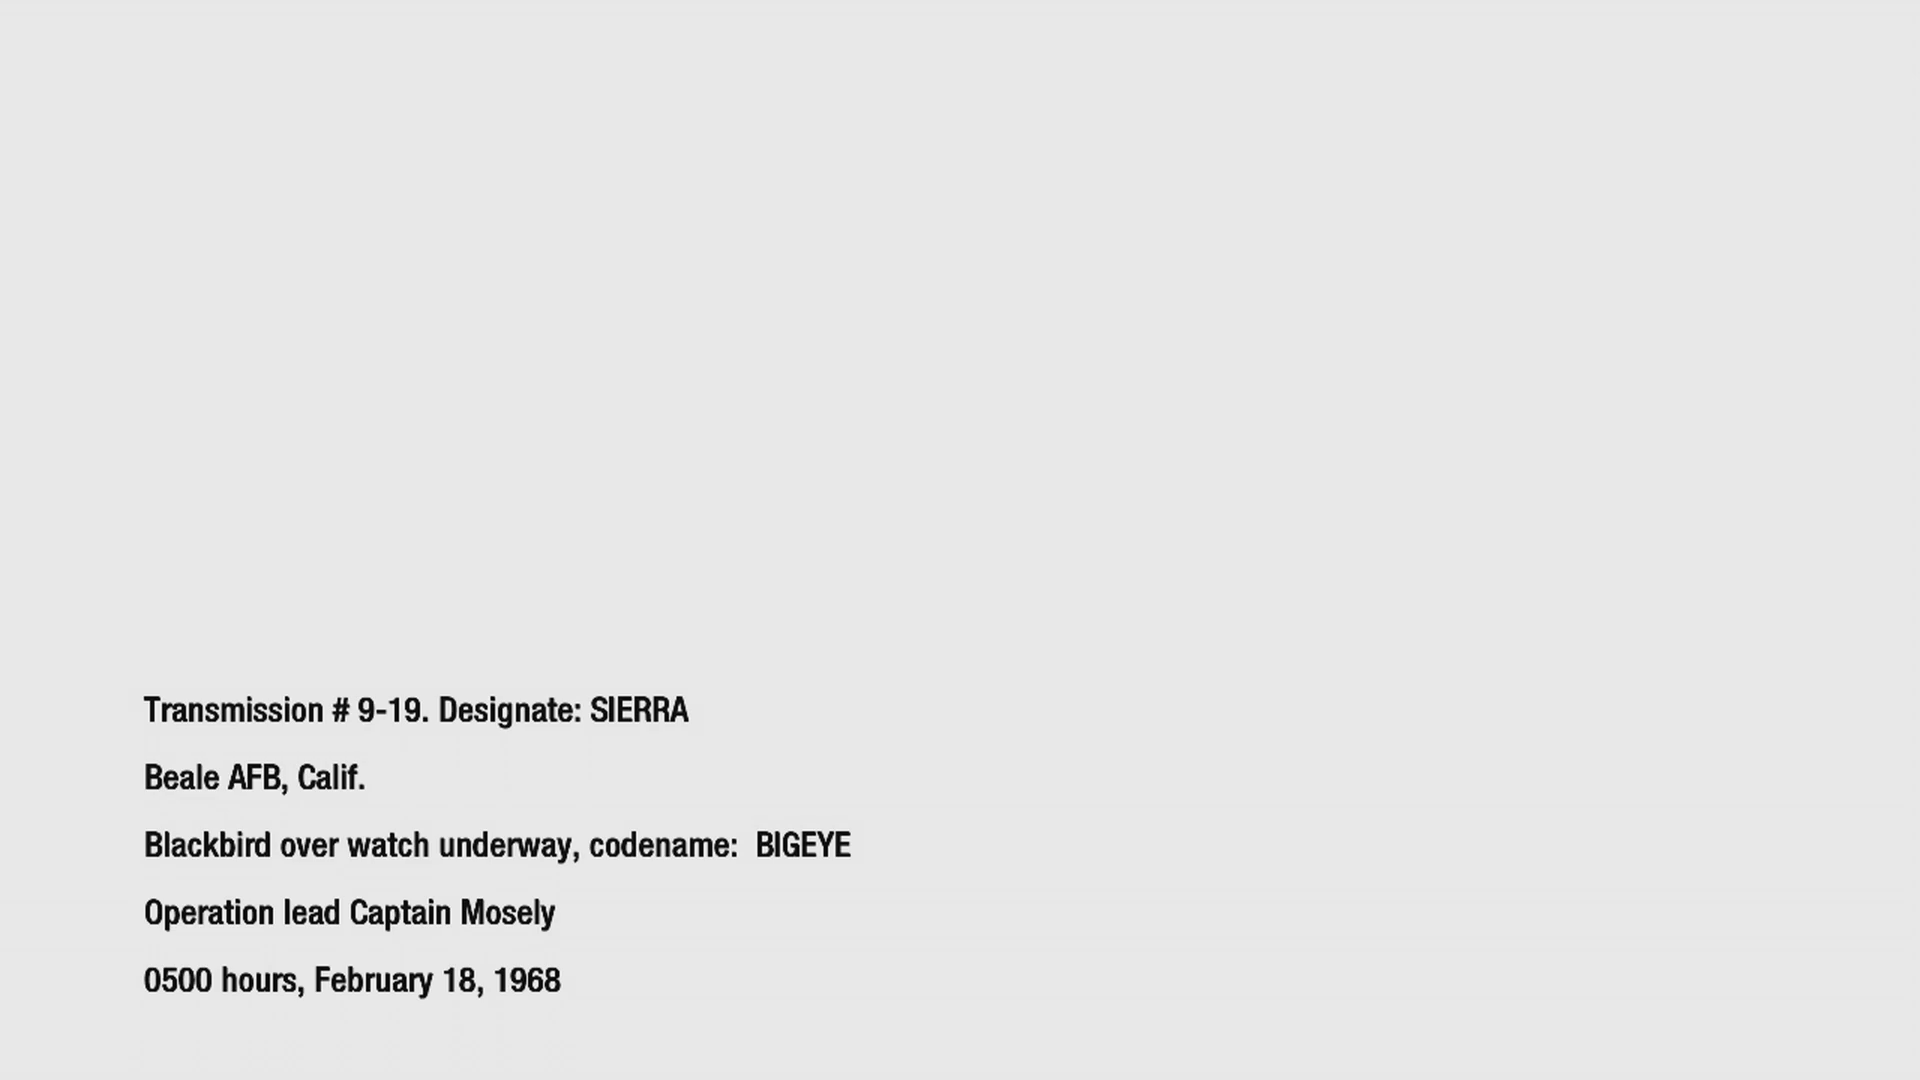 Transmission # 9-19. Designate: SIERRA
Beale AFB, Calif.
Blackbird over watch underway, codename:  BIGEYE
Operation lead Captain Mosely
0500 hours, February 18, 1968